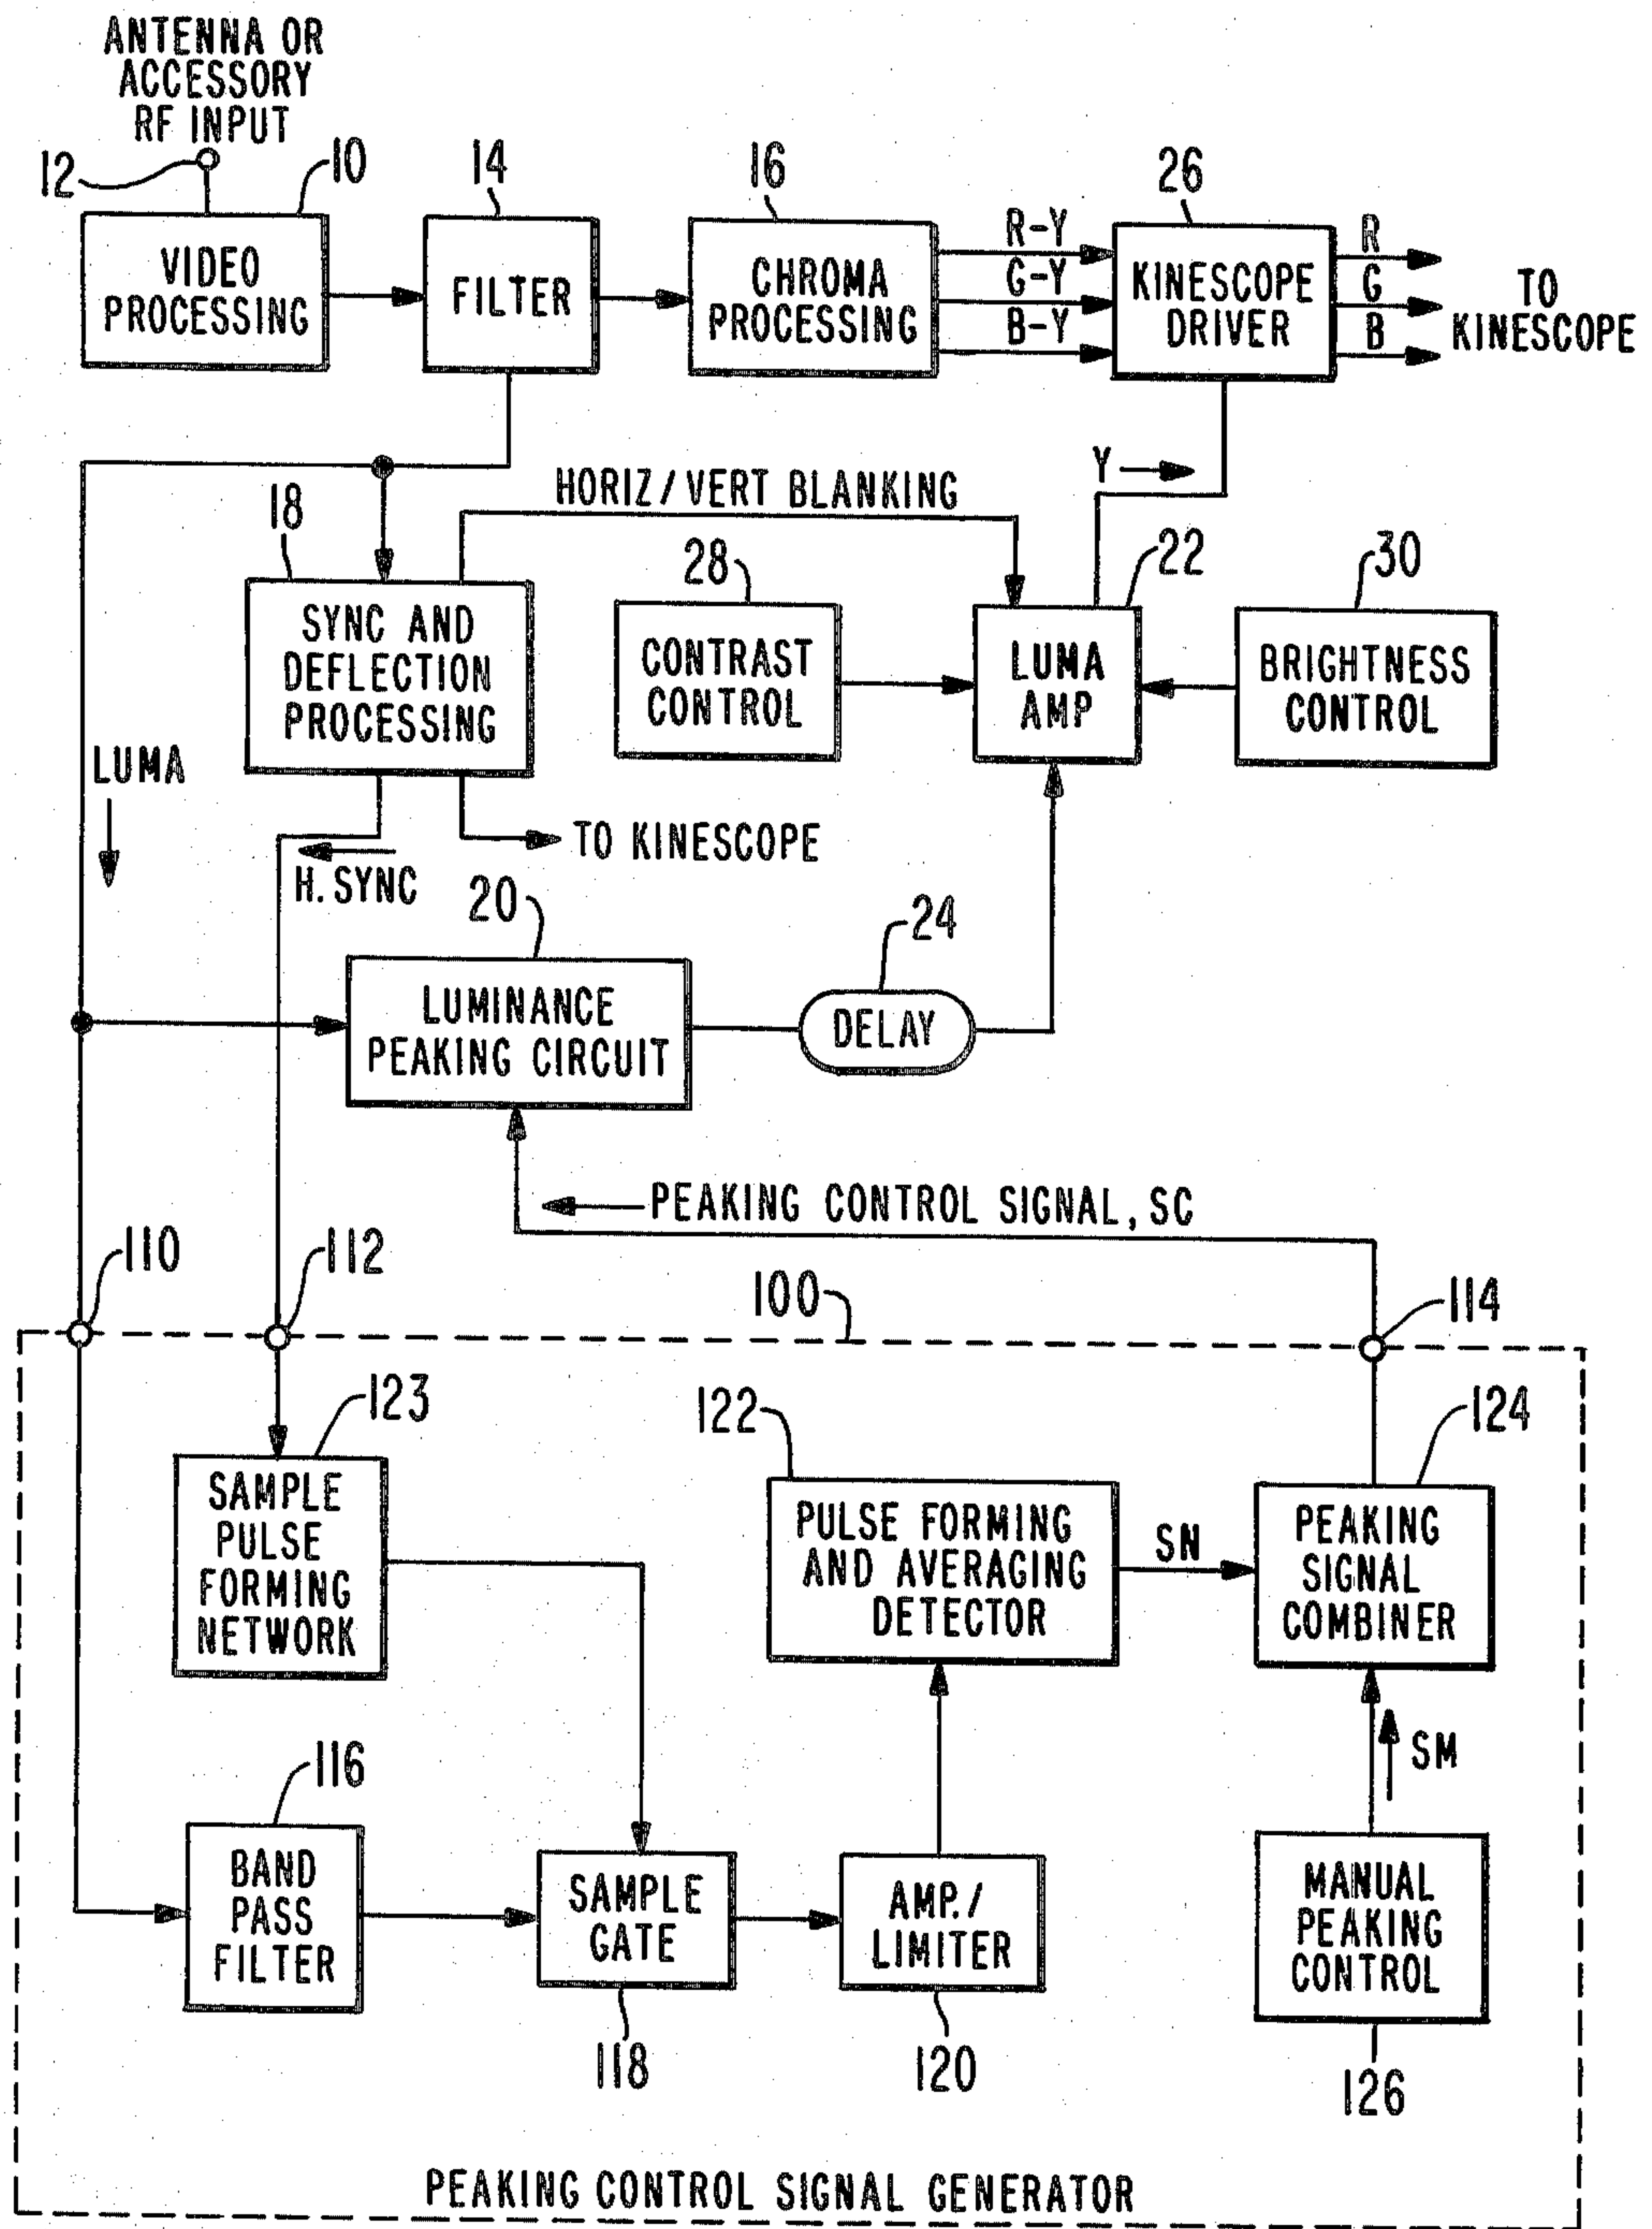 ANTENNA OR
ACCESSORY
RF INPUT
12
10
14
16
26
VIDEO
PROCESSING
FILTER
CHROMA
PROCESSING
R-Y
G-Y
B-Y
KINESCOPE
DRIVER
R
G
B
TO
KINESCOPE
HORIZ/VERT BLANKING
Y
18
28
22
30
SYNC AND
DEFLECTION
PROCESSING
CONTRAST
CONTROL
LUMA
AMP
BRIGHTNESS
CONTROL
LUMA
TO KINESCOPE
H. SYNC
20
24
LUMINANCE
PEAKING CIRCUIT
DELAY
PEAKING CONTROL SIGNAL, SC
110
112
100
114
123
122
124
SAMPLE
PULSE
FORMING
NETWORK
PULSE FORMING
AND AVERAGING
DETECTOR
SN
PEAKING
SIGNAL
COMBINER
SM
116
BAND
PASS
FILTER
SAMPLE
GATE
AMP./
LIMITER
MANUAL
PEAKING
CONTROL
118
120
126
PEAKING CONTROL SIGNAL GENERATOR